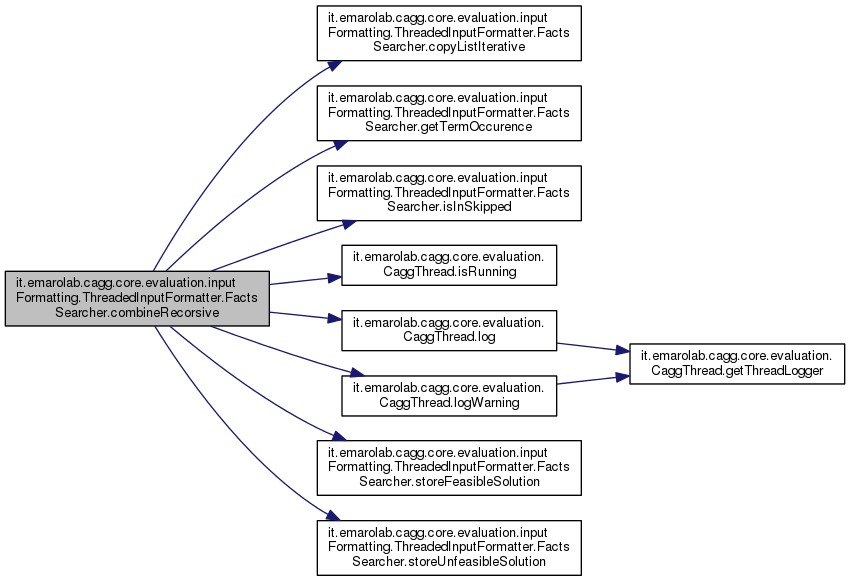 it.emarolab.cagg.core.evaluation.input
Formatting.ThreadedInputFormatter.Facts
Searcher.copyListIterative
it.emarolab.cagg.core.evaluation.input
Formatting.ThreadedInputFormatter.Facts
Searcher.getTermOccurence
it.emarolab.cagg.core.evaluation.input
Formatting.ThreadedInputFormatter.Facts
Searcher.isInSkipped
it.emarolab.cagg.core.evaluation.
CaggThread.isRunning
it.emarolab.cagg.core.evaluation.input
Formatting.ThreadedInputFormatter.Facts
Searcher.combineRecorsive
it.emarolab.cagg.core.evaluation.
CaggThread.log
it.emarolab.cagg.core.evaluation.
CaggThread.getThreadLogger
it.emarolab.cagg.core.evaluation.
CaggThread.logWarning
it.emarolab.cagg.core.evaluation.input
Formatting.ThreadedInputFormatter.Facts
Searcher.storeFeasibleSolution
it.emarolab.cagg.core.evaluation.input
Formatting.ThreadedInputFormatter.Facts
Searcher.storeUnfeasibleSolution